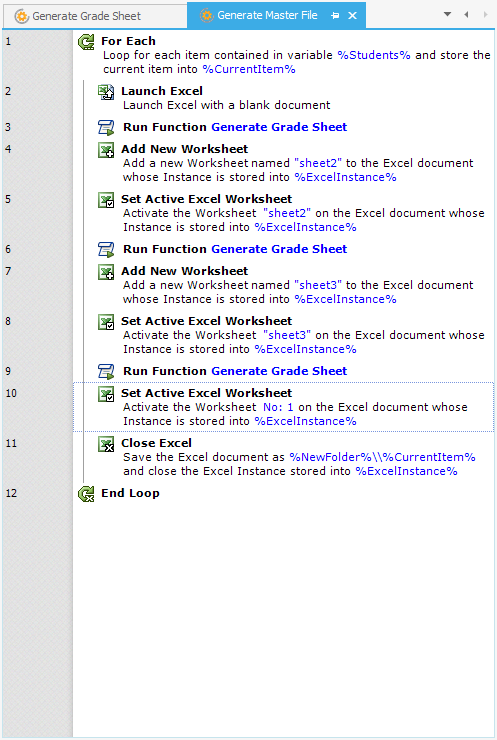 Generate Grade Sheet
Generate Master File
1
For Each
Loop for each item contained in variable %Students% and store the
current item into %CurrentItem%
2
Launch Excel
Launch Excel with a blank document
3
Run Function Generate Grade Sheet
4
Add New Worksheet
Add a new Worksheet named "sheet2" to the Excel document
whose Instance is stored into %ExcelInstance%
5
Set Active Excel Worksheet
Activate the Worksheet "sheet2" on the Excel document whose
Instance is stored into %ExcelInstance%
6
Run Function Generate Grade Sheet
7
Add New Worksheet
Add a new Worksheet named "sheet3" to the Excel document
whose Instance is stored into %ExcelInstance%
8
Set Active Excel Worksheet
Activate the Worksheet "sheet3" on the Excel document whose
Instance is stored into %ExcelInstance%
9
Run Function Generate Grade Sheet
10
Set Active Excel Worksheet
Activate the Worksheet No: 1 on the Excel document whose
Instance is stored into %ExcelInstance%
11
Close Excel
Save the Excel document as %NewFolder%\\%CurrentItem%
and close the Excel Instance stored into %ExcelInstance%
12
End Loop